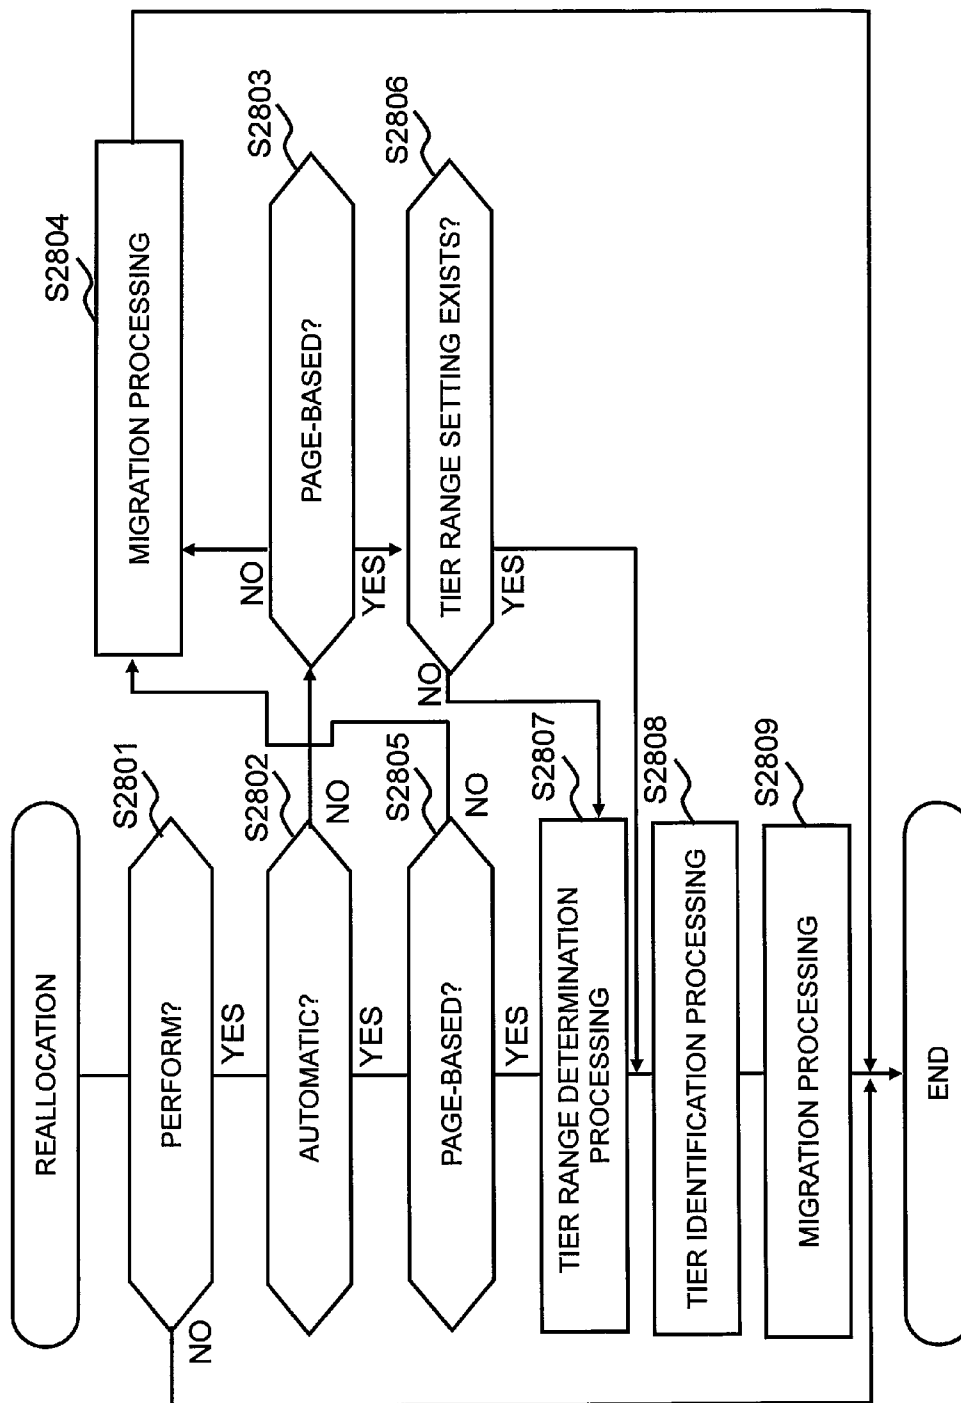 REALLOCATION
S2801
PERFORM?
YES
NO
S2802
AUTOMATIC?
NO
YES
S2803
PAGE-BASED?
NO
YES
S2804
MIGRATION PROCESSING
S2805
PAGE-BASED?
NO
YES
S2806
TIER RANGE SETTING EXISTS?
NO
YES
S2807
TIER RANGE DETERMINATION
PROCESSING
S2808
TIER IDENTIFICATION PROCESSING
S2809
MIGRATION PROCESSING
END